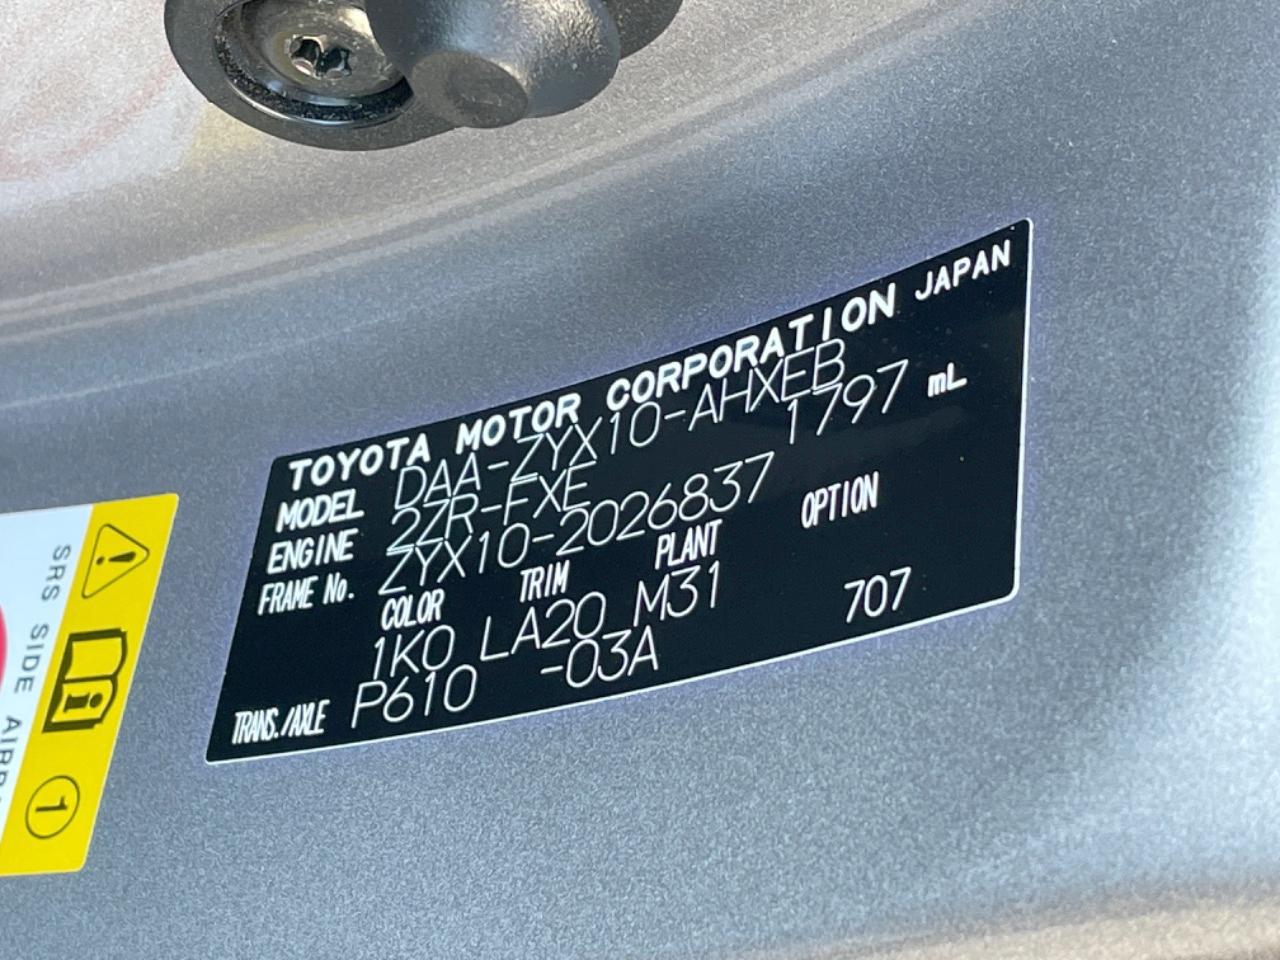 TOYOTA MOTOR CORPORATION JAPAN
MODEL DAA-ZYX10-AHXEB
ENGINE 2ZR-FXE 1797 mL
FRAME No. ZYX10-2026837
COLOR TRIM PLANT OPTION
1K0 LA20 M31
TRANS./AXLE P610 -03A 707
SRS SIDE
1